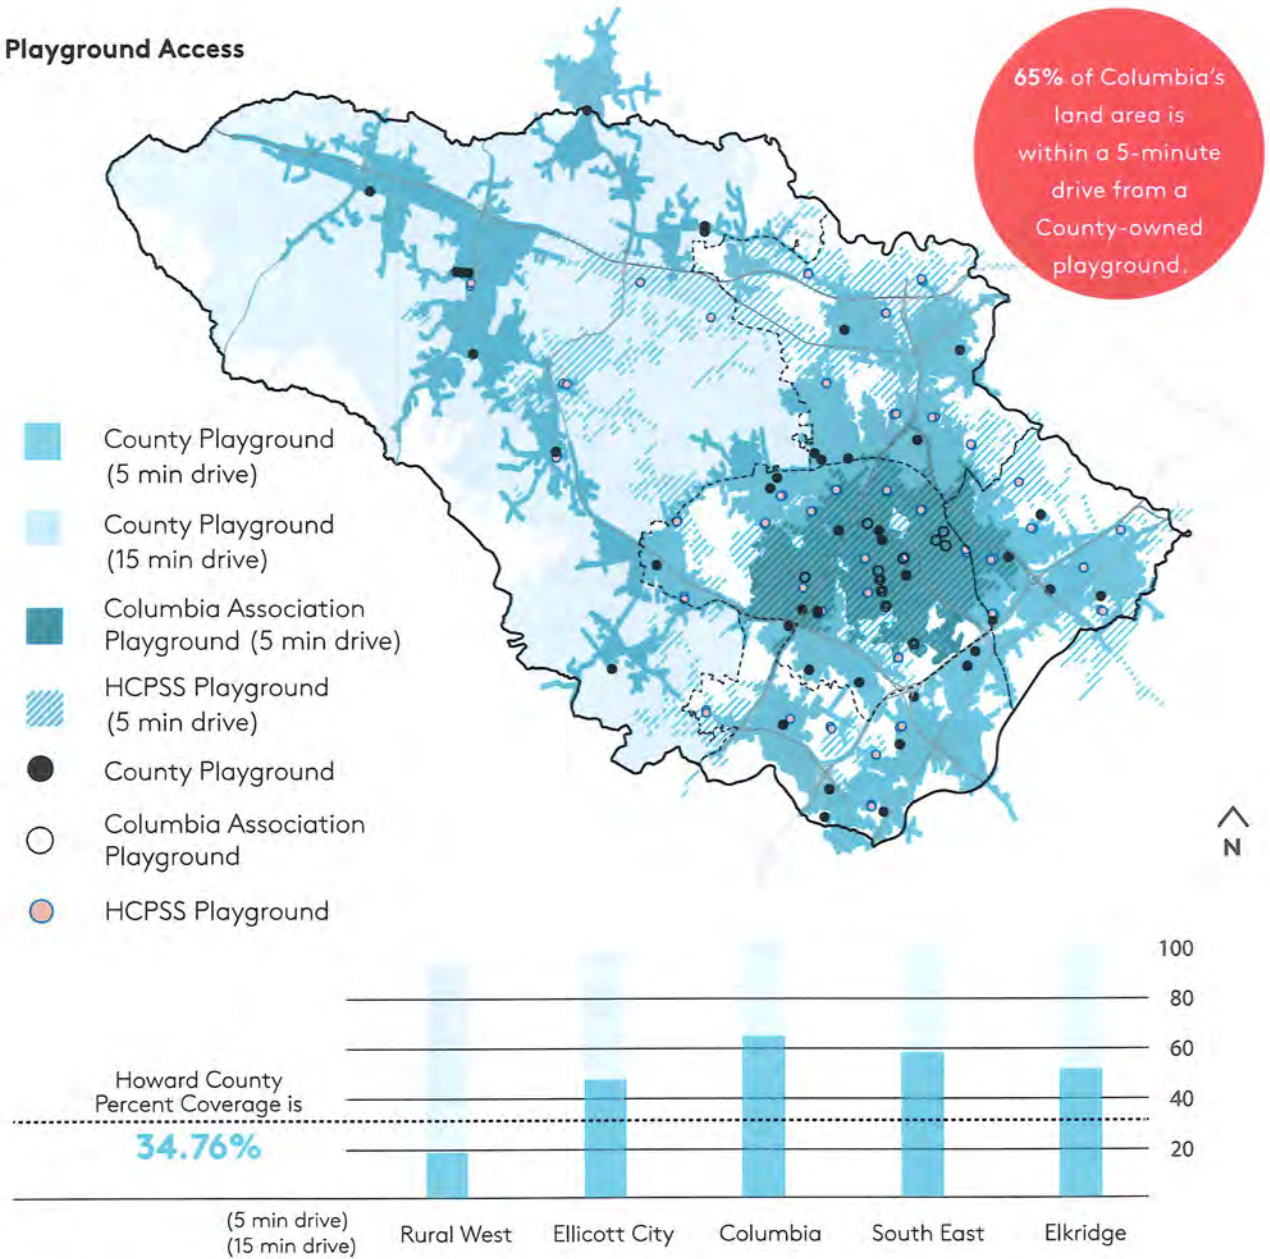 Playground Access
65% of Columbia's
land area is
within a 5-minute
drive from a
County-owned
playground.
County Playground
(5 min drive)
County Playground
(15 min drive)
Columbia Association
Playground (5 min drive)
HCPSS Playground
(5 min drive)
County Playground
Columbia Association
Playground
HCPSS Playground
N
100
80
60
40
20
Howard County
Percent Coverage is
34.76%
(5 min drive)
(15 min drive)
Rural West
Ellicott City
Columbia
South East
Elkridge